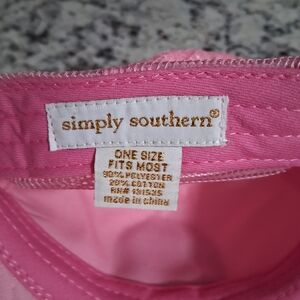 simply southern®
ONE SIZE
FITS MOST
80% POLYESTER
20% COTTON
made in china